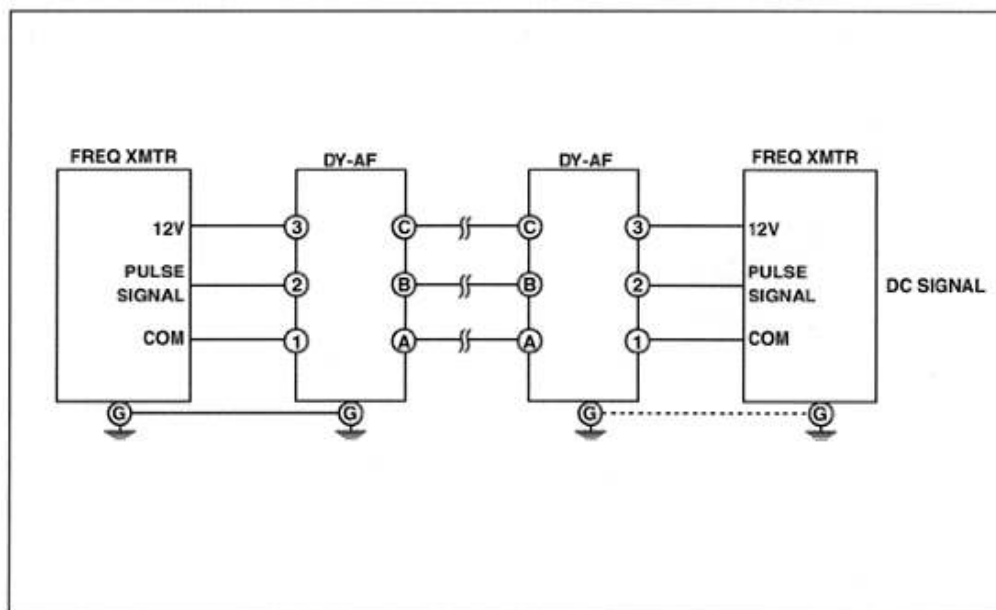 FREQ XMTR
DY-AF
DY-AF
FREQ XMTR
12V
3
C
C
3
12V
PULSE
SIGNAL
2
B
B
2
PULSE
SIGNAL
DC SIGNAL
COM
1
A
A
1
COM
G
G
G
G